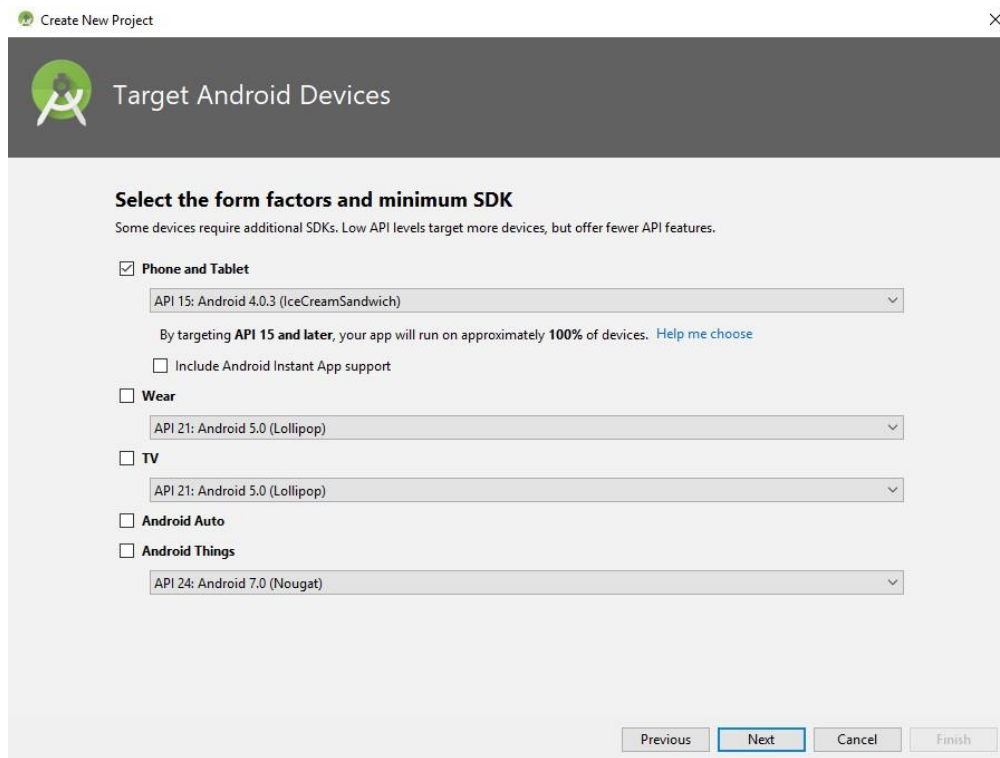 Create New Project
Target Android Devices
Select the form factors and minimum SDK
Some devices require additional SDKs. Low API levels target more devices, but offer fewer API features.
Phone and Tablet
API 15: Android 4.0.3 (IceCreamSandwich)
By targeting API 15 and later, your app will run on approximately 100% of devices. Help me choose
Include Android Instant App support
Wear
API 21: Android 5.0 (Lollipop)
TV
API 21: Android 5.0 (Lollipop)
Android Auto
Android Things
API 24: Android 7.0 (Nougat)
Previous Next Cancel Finish